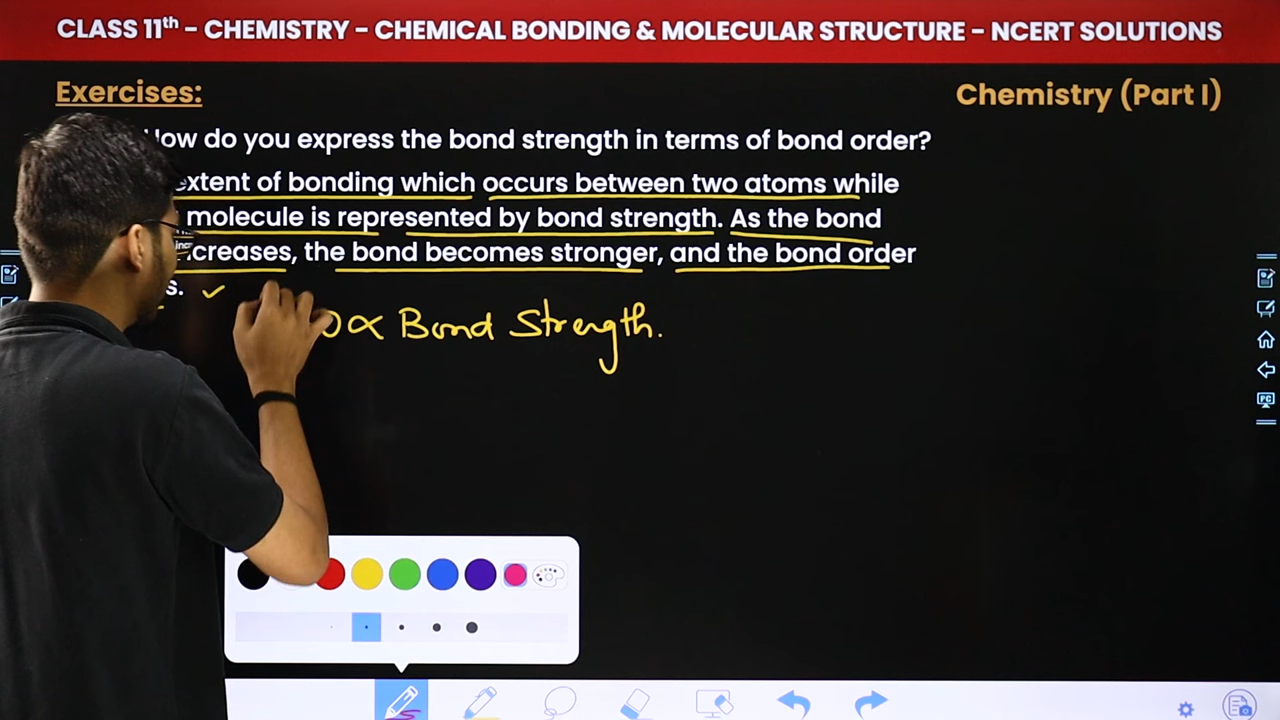 CLASS 11th – CHEMISTRY – CHEMICAL BONDING & MOLECULAR STRUCTURE – NCERT SOLUTIONS
Exercises:
Chemistry (Part I)
How do you express the bond strength in terms of bond order?
extent of bonding which occurs between two atoms while
molecule is represented by bond strength. As the bond
creases, the bond becomes stronger, and the bond order
s.
∝ Bond Strength.
PC